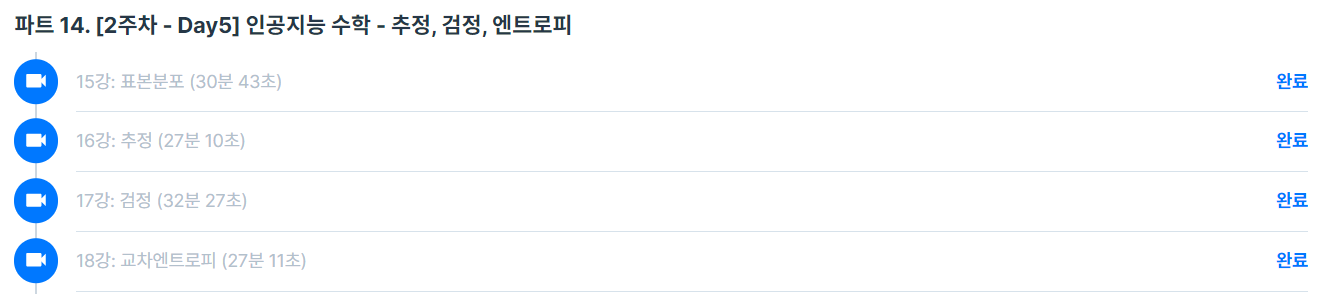 파트 14. [2주차 - Day5] 인공지능 수학 - 추정, 검정, 엔트로피
15강: 표본분포 (30분 43초) 완료
16강: 추정 (27분 10초) 완료
17강: 검정 (32분 27초) 완료
18강: 교차엔트로피 (27분 11초) 완료